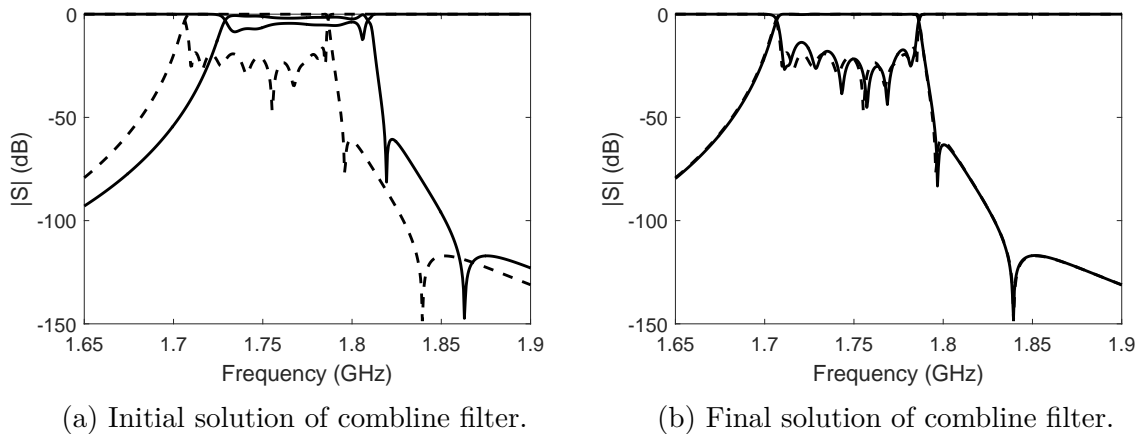 0
-50
-100
-150
|S| (dB)
1.65 1.7 1.75 1.8 1.85 1.9
Frequency (GHz)
(a) Initial solution of combline filter.
0
-50
-100
-150
|S| (dB)
1.65 1.7 1.75 1.8 1.85 1.9
Frequency (GHz)
(b) Final solution of combline filter.